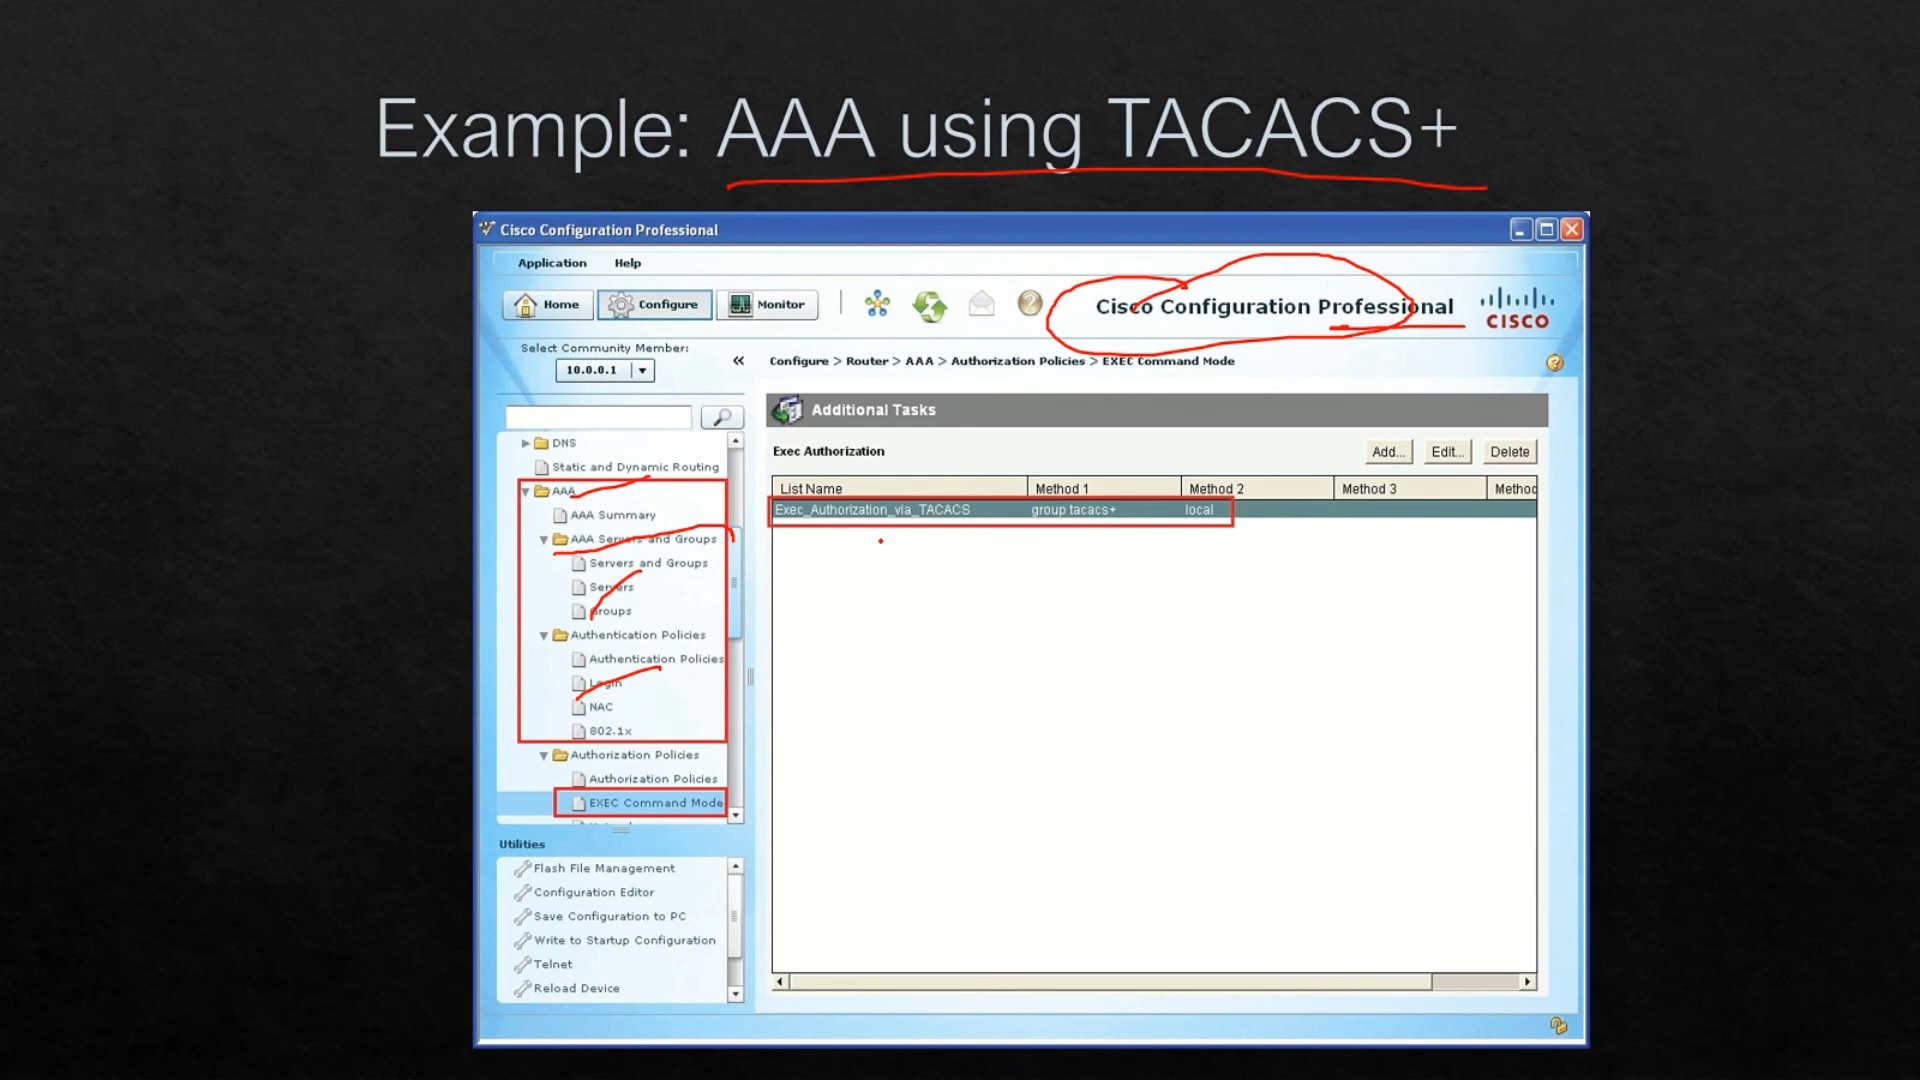 Example: AAA using TACACS+
Cisco Configuration Professional
Application Help
Home Configure Monitor
Cisco Configuration Professional
CISCO
Select Community Member:
10.0.0.1
Configure > Router > AAA > Authorization Policies > EXEC Command Mode
Additional Tasks
DNS
Static and Dynamic Routing
AAA
AAA Summary
AAA Servers and Groups
Servers and Groups
Servers
Groups
Authentication Policies
Authentication Policies
Login
NAC
802.1x
Authorization Policies
Authorization Policies
EXEC Command Mode
Exec Authorization
Add... Edit... Delete
List Name Method 1 Method 2 Method 3 Methoc
Exec_Authorization_via_TACACS group tacacs+ local
Utilities
Flash File Management
Configuration Editor
Save Configuration to PC
Write to Startup Configuration
Telnet
Reload Device